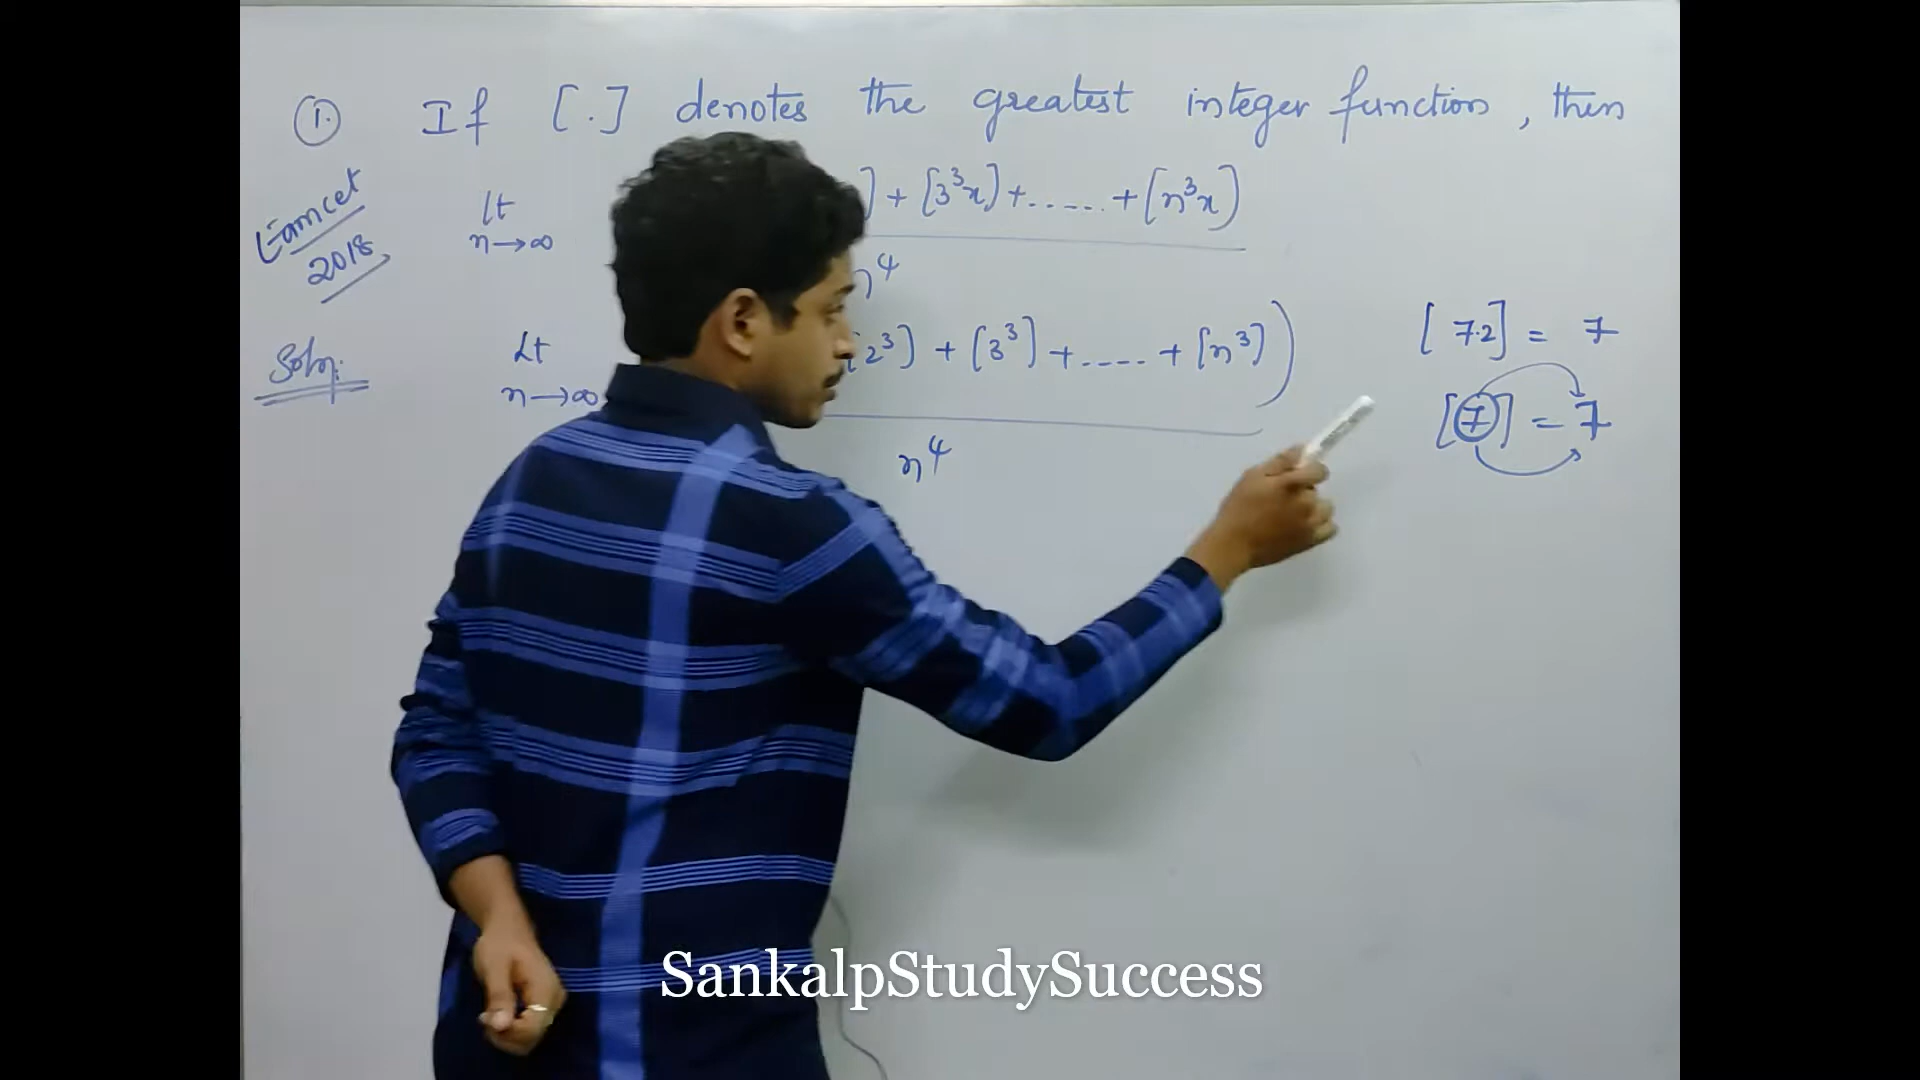 ①. If [.] denotes the greatest integer function, then
Eamcet 2018
lt n→∞ ] + [3³x] + ..... + [n³x]
n⁴
Soln:
Lt n→∞ [2³] + [3³] + ..... + [n³])
n⁴
[7.2] = 7
[7] = 7
SankalpStudySuccess